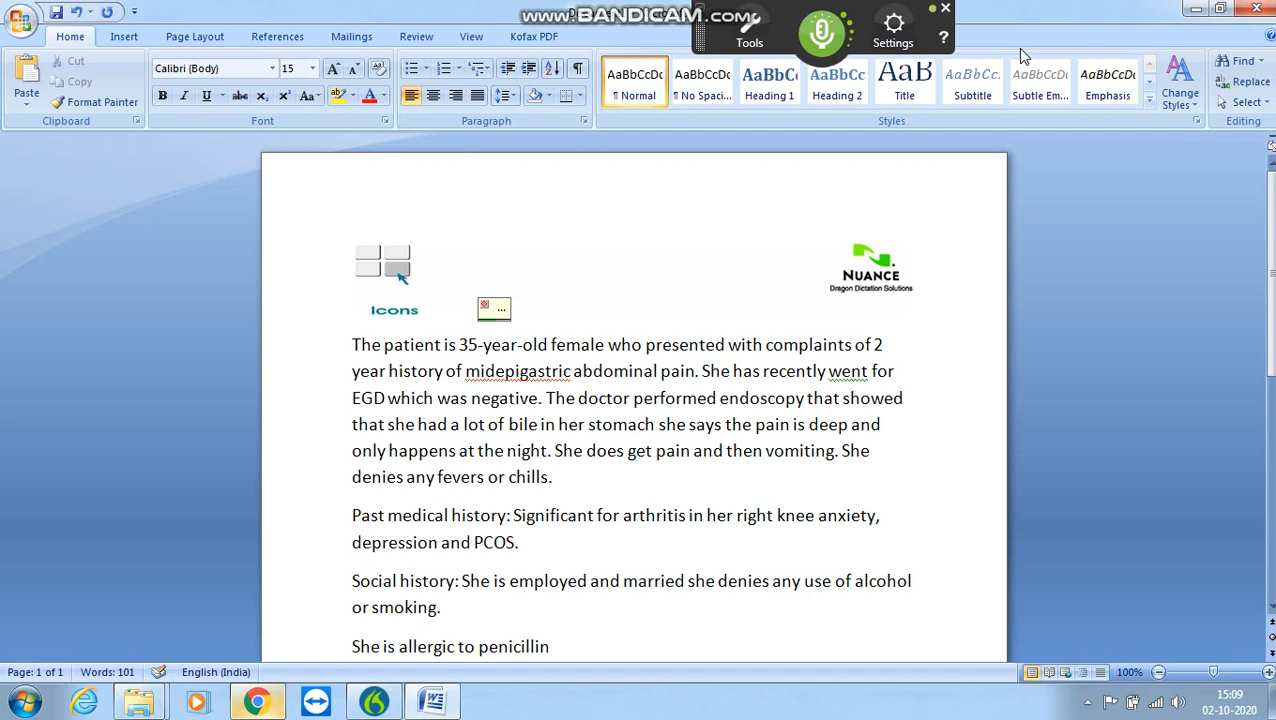 www.BANDICAM.com
Home Insert Page Layout References Mailings Review View Kofax PDF
Tools Settings ?
Paste Cut Copy Format Painter
Calibri (Body) 15
AaBbCcDc AaBbCcDc AaBbC AaBbCc AaB AaBbCc. AaBbCcDc AaBbCcDc
¶ Normal ¶ No Spaci... Heading 1 Heading 2 Title Subtitle Subtle Em... Emphasis
Change Styles
Find
Replace
Select
Clipboard Font Paragraph Styles Editing
NUANCE
Dragon Dictation Solutions
Icons
...
The patient is 35-year-old female who presented with complaints of 2
year history of midepigastric abdominal pain. She has recently went for
EGD which was negative. The doctor performed endoscopy that showed
that she had a lot of bile in her stomach she says the pain is deep and
only happens at the night. She does get pain and then vomiting. She
denies any fevers or chills.
Past medical history: Significant for arthritis in her right knee anxiety,
depression and PCOS.
Social history: She is employed and married she denies any use of alcohol
or smoking.
She is allergic to penicillin
Page: 1 of 1 Words: 101 English (India) 100%
15:09
02-10-2020